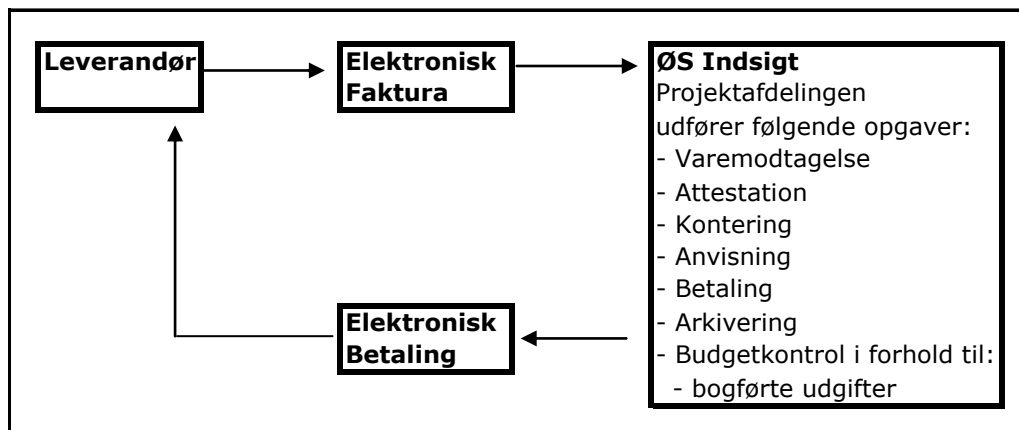 Leverandør
Elektronisk
Faktura
ØS Indsigt
Projektafdelingen
udfører følgende opgaver:
- Varemodtagelse
- Attestation
- Kontering
- Anvisning
- Betaling
- Arkivering
- Budgetkontrol i forhold til:
- bogførte udgifter
Elektronisk
Betaling